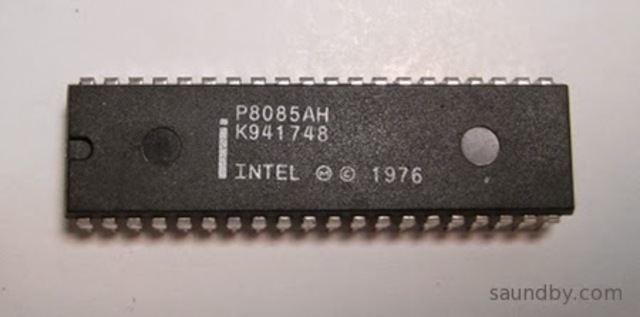 P8085AH
K941748
INTEL Ⓜ © 1976
saundby.com